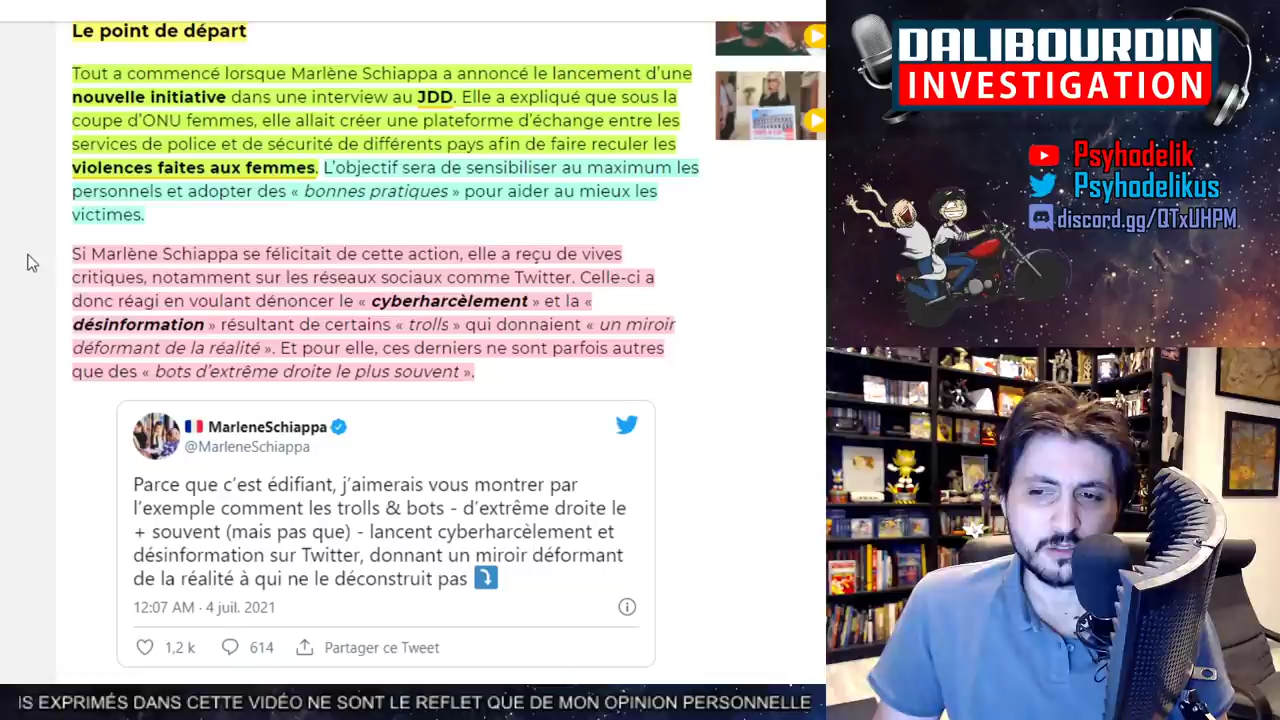 Le point de départ
Tout a commencé lorsque Marlène Schiappa a annoncé le lancement d'une
nouvelle initiative dans une interview au JDD. Elle a expliqué que sous la
coupe d'ONU femmes, elle allait créer une plateforme d'échange entre les
services de police et de sécurité de différents pays afin de faire reculer les
violences faites aux femmes. L'objectif sera de sensibiliser au maximum les
personnels et adopter des « bonnes pratiques » pour aider au mieux les
victimes.
Si Marlène Schiappa se félicitait de cette action, elle a reçu de vives
critiques, notamment sur les réseaux sociaux comme Twitter. Celle-ci a
donc réagi en voulant dénoncer le « cyberharcèlement » et la «
désinformation » résultant de certains « trolls » qui donnaient « un miroir
déformant de la réalité ». Et pour elle, ces derniers ne sont parfois autres
que des « bots d'extrême droite le plus souvent ».
MarleneSchiappa
@MarleneSchiappa
Parce que c'est édifiant, j'aimerais vous montrer par
l'exemple comment les trolls & bots - d'extrême droite le
+ souvent (mais pas que) - lancent cyberharcèlement et
désinformation sur Twitter, donnant un miroir déformant
de la réalité à qui ne le déconstruit pas
12:07 AM · 4 juil. 2021
1,2 k 614 Partager ce Tweet
IS EXPRIMÉS DANS CETTE VIDÉO NE SONT LE REFLET QUE DE MON OPINION PERSONNELLE
DALIBOURDIN
INVESTIGATION
Psyhodelik
Psyhodelikus
discord.gg/QTxUHPM